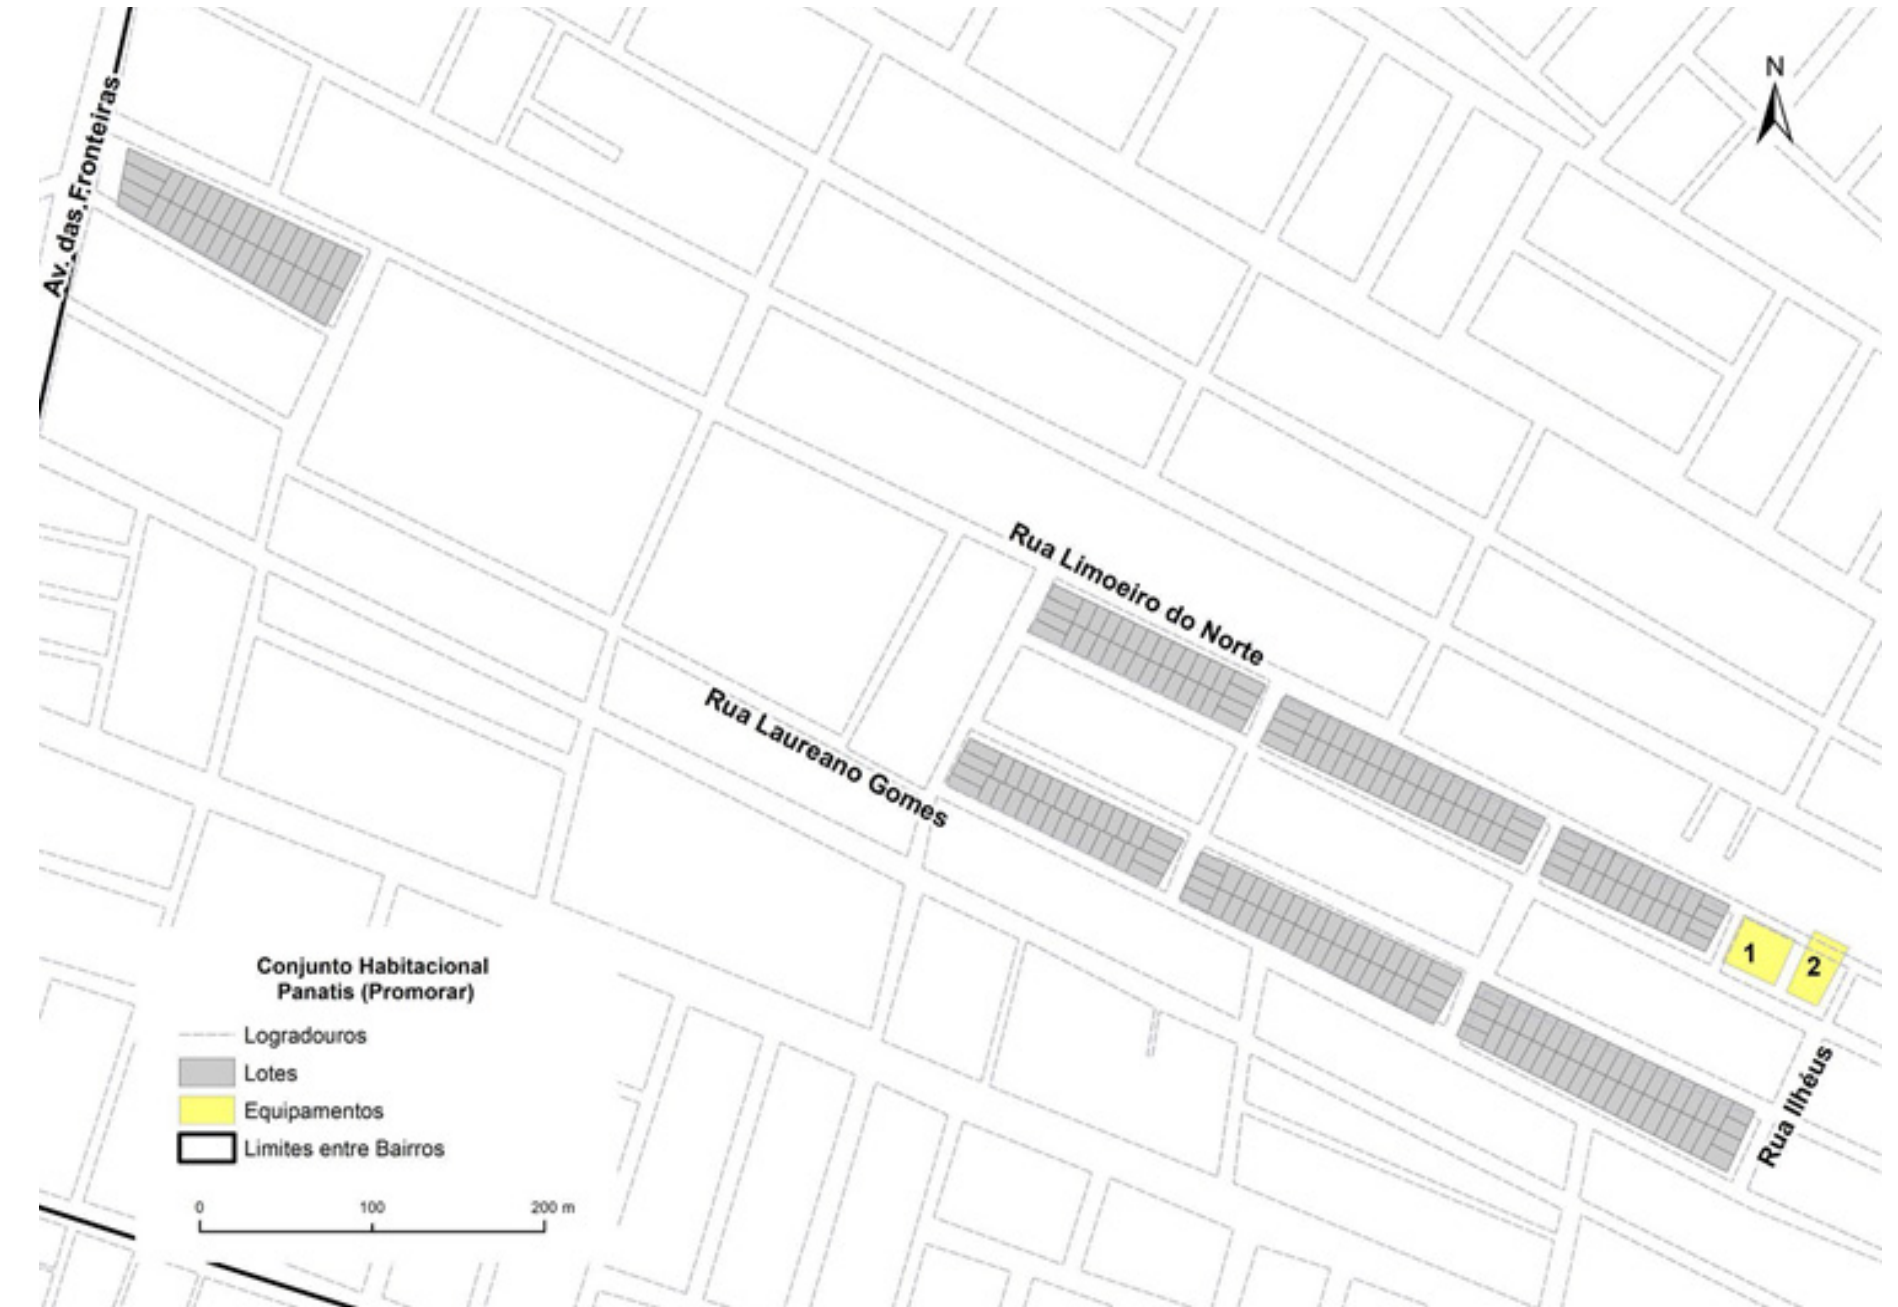 N
Av. das Fronteiras
Rua Limoeiro do Norte
Rua Laureano Gomes
1
2
Rua Ilhéus
Conjunto Habitacional
Panatis (Promorar)
Logradouros
Lotes
Equipamentos
Limites entre Bairros
0 100 200 m